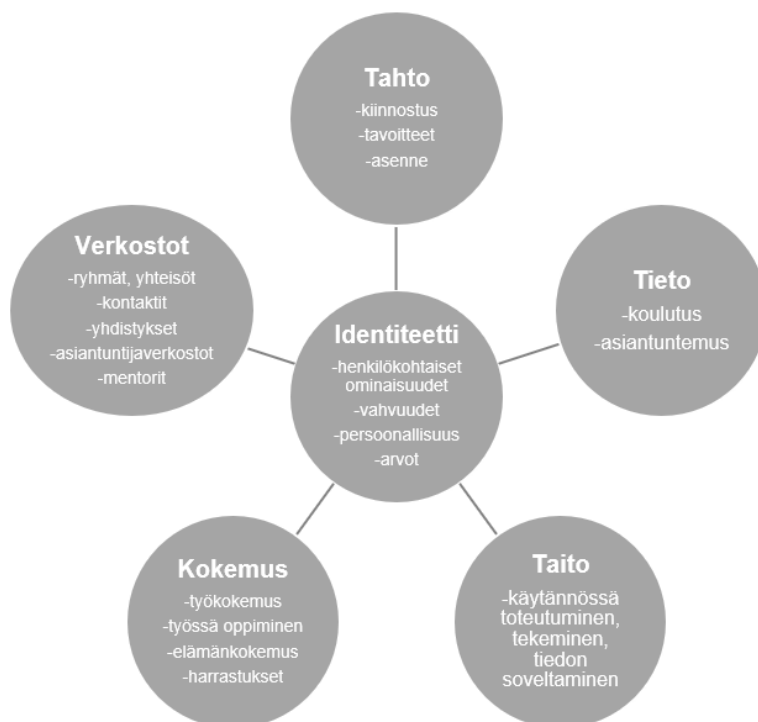 Tahto
-kiinnostus
-tavoitteet
-asenne
Verkostot
-ryhmät, yhteisöt
-kontaktit
-yhdistykset
-asiantuntijaverkostot
-mentorit
Tieto
-koulutus
-asiantuntemus
Identiteetti
-henkilökohtaiset
ominaisuudet
-vahvuudet
-persoonallisuus
-arvot
Kokemus
-työkokemus
-työssä oppiminen
-elämänkokemus
-harrastukset
Taito
-käytännössä
toteutuminen,
tekeminen,
tiedon
soveltaminen